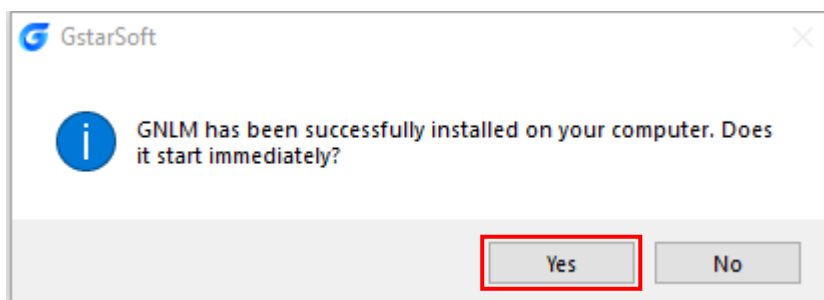 GstarSoft
GNLM has been successfully installed on your computer. Does
it start immediately?
Yes
No